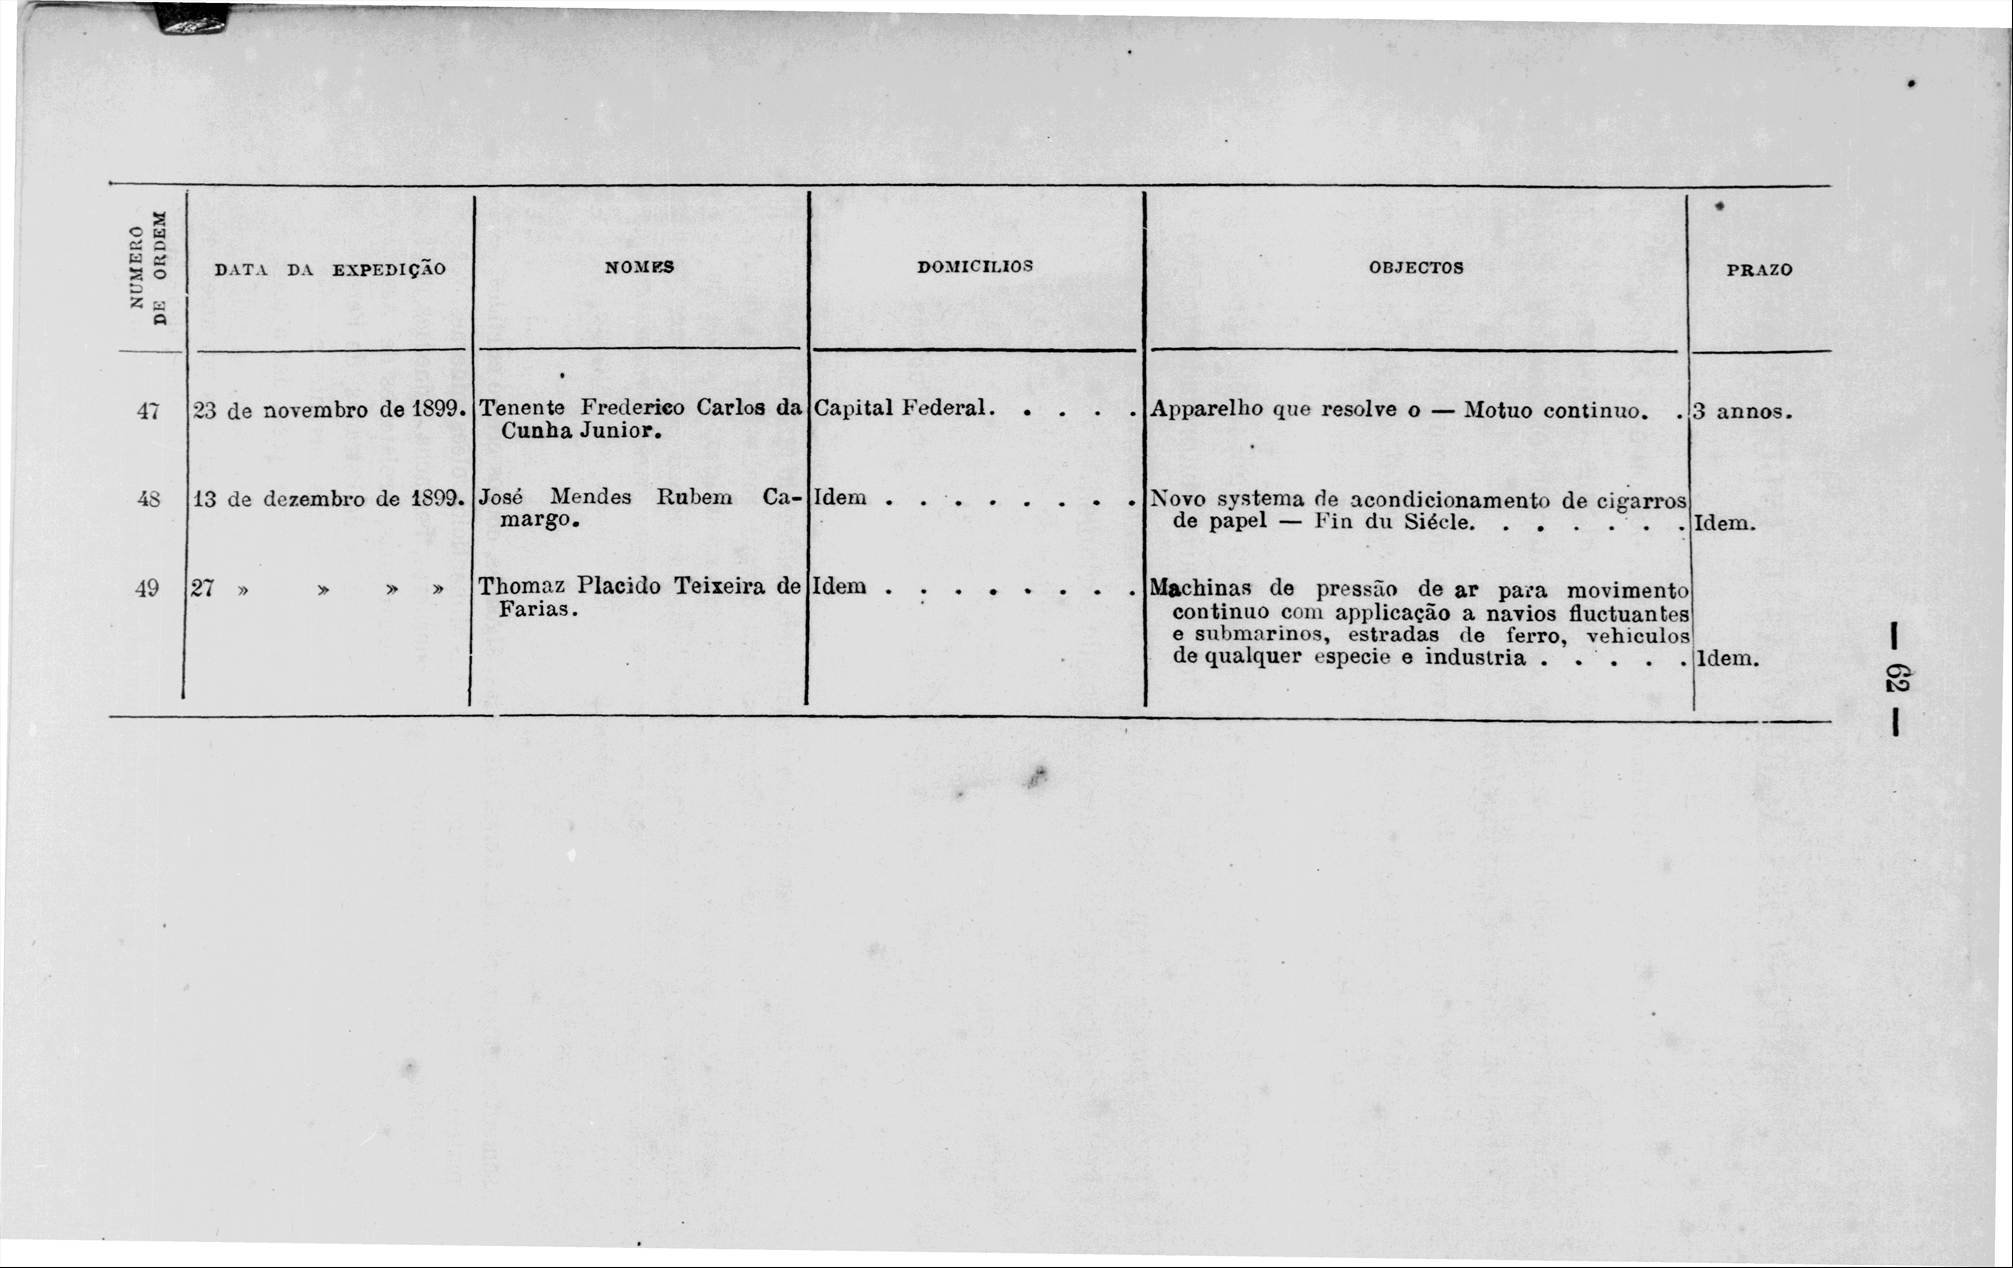 NUMERO
DE ORDEM
DATA DA EXPEDIÇÃO
NOMES
DOMICILIOS
OBJECTOS
PRAZO
47
23 de novembro de 1899.
Tenente Frederico Carlos da
Cunha Junior.
Capital Federal. . . . .
Apparelho que resolve o — Motuo continuo. .
3 annos.
48
13 de dezembro de 1899.
José Mendes Rubem Ca-
margo.
Idem . . . . . . . .
Novo systema de acondicionamento de cigarros
de papel — Fin du Siécle. . . . . . .
Idem.
49
27 » » » »
Thomaz Placido Teixeira de
Farias.
Idem . . . . . . . .
Machinas de pressão de ar para movimento
continuo com applicação a navios fluctuantes
e submarinos, estradas de ferro, vehiculos
de qualquer especie e industria . . . . .
Idem.
— 62 —